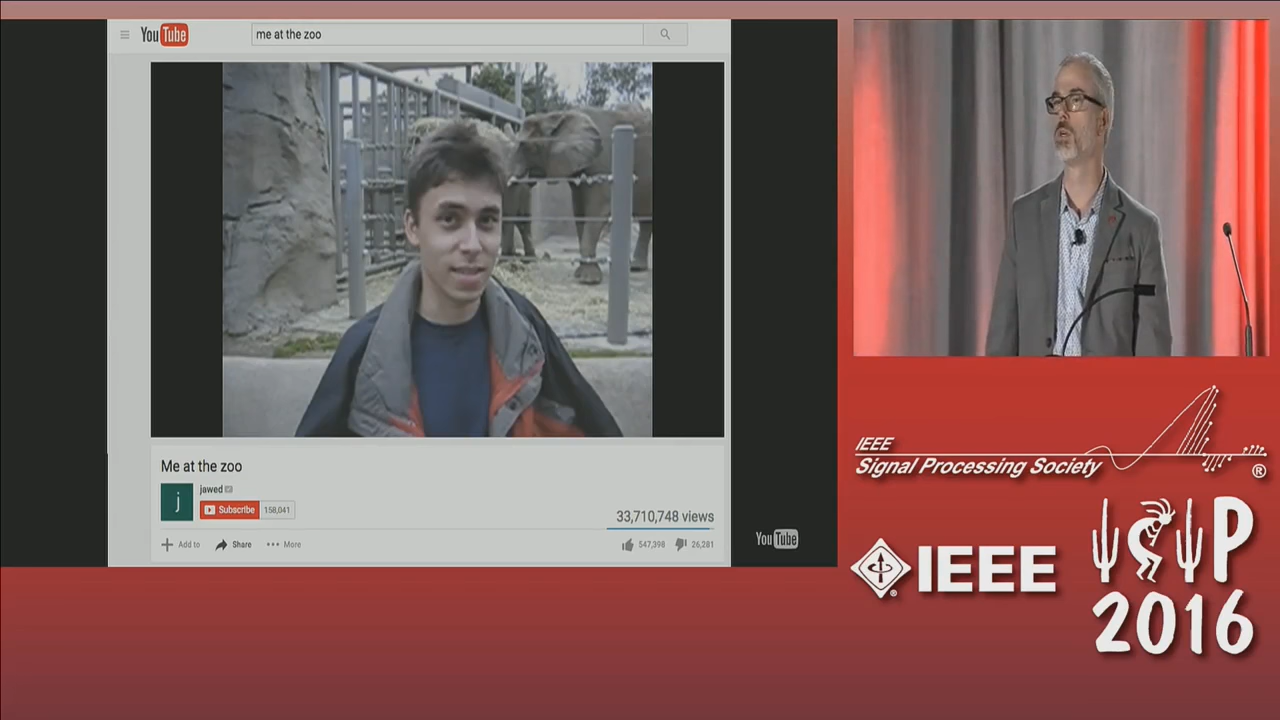 YouTube
me at the zoo
Me at the zoo
j
jawed
Subscribe 158,041
33,710,748 views
Add to Share More
547,398 26,281
YouTube
IEEE
Signal Processing Society
®
IEEE
®
ICIP
2016